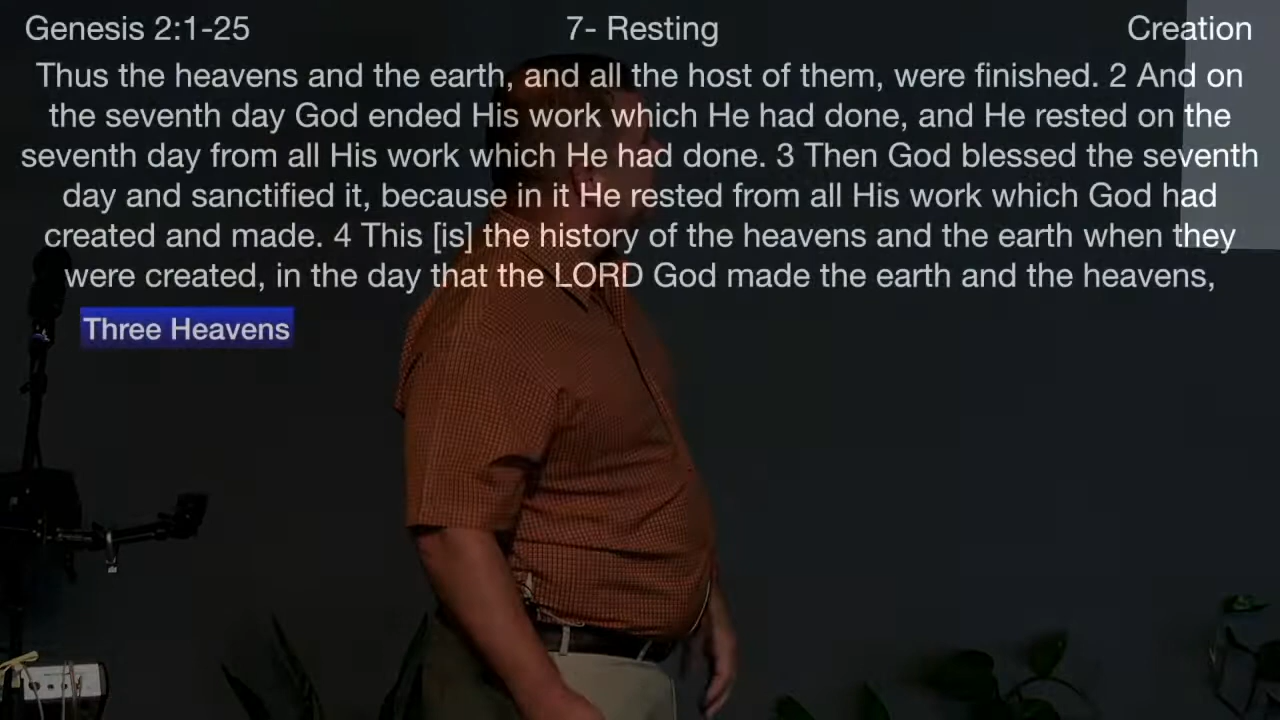 Genesis 2:1-25 7- Resting Creation
Thus the heavens and the earth, and all the host of them, were finished. 2 And on
the seventh day God ended His work which He had done, and He rested on the
seventh day from all His work which He had done. 3 Then God blessed the seventh
day and sanctified it, because in it He rested from all His work which God had
created and made. 4 This [is] the history of the heavens and the earth when they
were created, in the day that the LORD God made the earth and the heavens,
Three Heavens